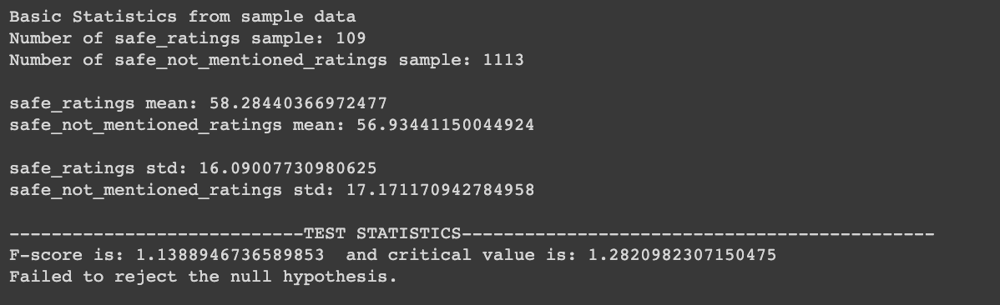 Basic Statistics from sample data
Number of safe_ratings sample: 109
Number of safe_not_mentioned_ratings sample: 1113
safe_ratings mean: 58.28440366972477
safe_not_mentioned_ratings mean: 56.93441150044924
safe_ratings std: 16.09007730980625
safe_not_mentioned_ratings std: 17.171170942784958
----------------------------TEST STATISTICS---------------------------------------------
F-score is: 1.1388946736589853  and critical value is: 1.2820982307150475
Failed to reject the null hypothesis.